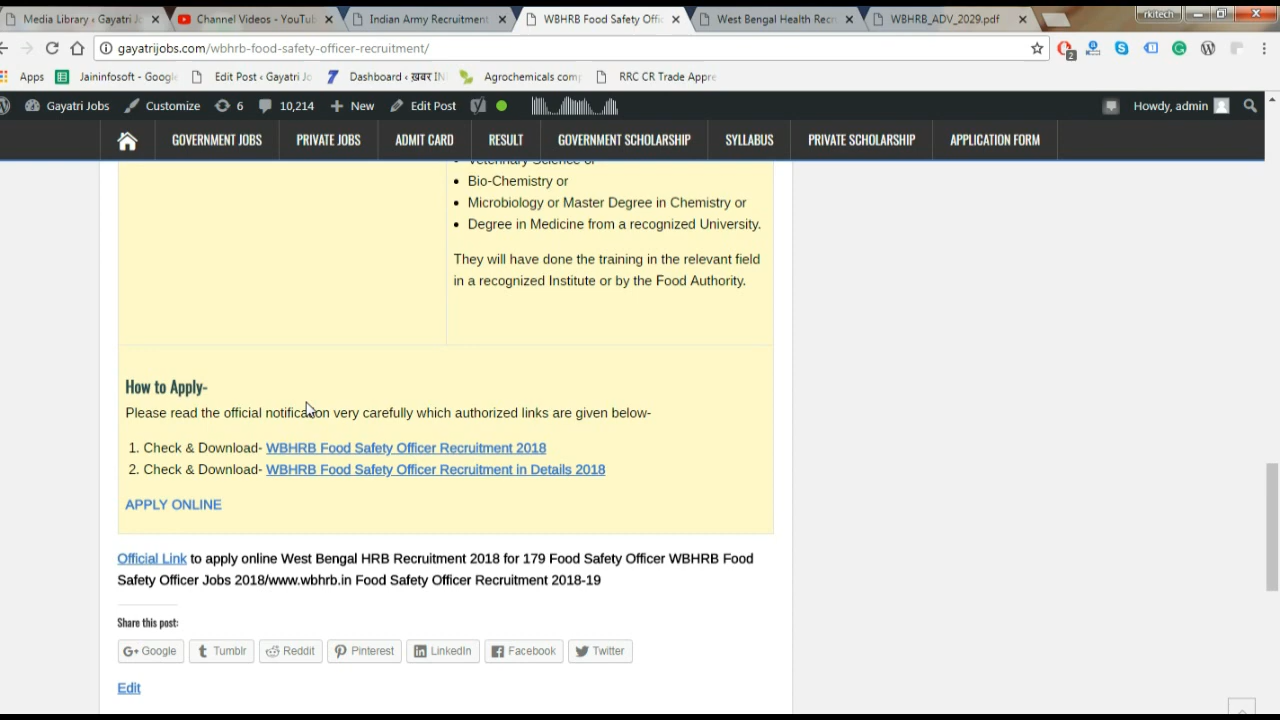 Media Library ‹ Gayatri Jo
Channel Videos - YouTub
Indian Army Recruitment
WBHRB Food Safety Offic
West Bengal Health Recru
WBHRB_ADV_2029.pdf
rkitech
gayatrijobs.com/wbhrb-food-safety-officer-recruitment/
2
Apps
Jaininfosoft - Google
Edit Post ‹ Gayatri Jo
Dashboard ‹ ख़बर IN
Agrochemicals comp
RRC CR Trade Appre
Gayatri Jobs
Customize
6
10,214
New
Edit Post
Howdy, admin
GOVERNMENT JOBS
PRIVATE JOBS
ADMIT CARD
RESULT
GOVERNMENT SCHOLARSHIP
SYLLABUS
PRIVATE SCHOLARSHIP
APPLICATION FORM
Veterinary Science or
Bio-Chemistry or
Microbiology or Master Degree in Chemistry or
Degree in Medicine from a recognized University.
They will have done the training in the relevant field
in a recognized Institute or by the Food Authority.
How to Apply-
Please read the official notification very carefully which authorized links are given below-
1. Check & Download- WBHRB Food Safety Officer Recruitment 2018
2. Check & Download- WBHRB Food Safety Officer Recruitment in Details 2018
APPLY ONLINE
Official Link to apply online West Bengal HRB Recruitment 2018 for 179 Food Safety Officer WBHRB Food
Safety Officer Jobs 2018/www.wbhrb.in Food Safety Officer Recruitment 2018-19
Share this post:
G+ Google
Tumblr
Reddit
Pinterest
LinkedIn
Facebook
Twitter
Edit